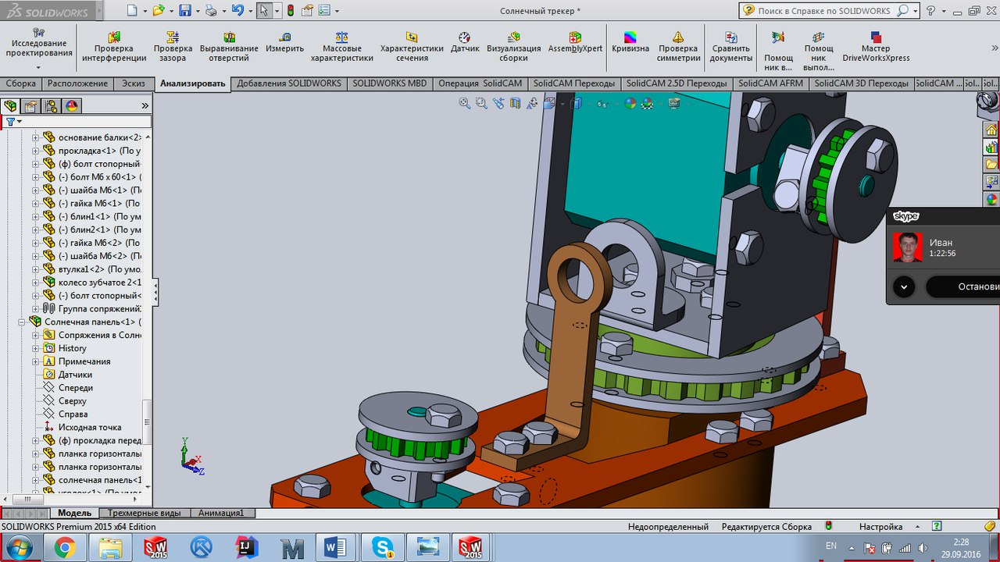 SOLIDWORKS
Солнечный трекер *
Поиск в Справке по SOLIDWORKS
Исследование
проектирования
Проверка
интерференции
Проверка
зазора
Выравнивание
отверстий
Измерить
Массовые
характеристики
Характеристики
сечения
Датчик
Визуализация
сборки
AssemblyXpert
Кривизна
Проверка
симметрии
Сравнить
документы
Помощ
ник в...
Помощ
ник
выпол...
Мастер
DriveWorksXpress
Сборка
Расположение
Эскиз
Анализировать
Добавления SOLIDWORKS
SOLIDWORKS MBD
Операция SolidCAM
SolidCAM Переходы
SolidCAM 2.5D Переходы
SolidCAM AFRM
SolidCAM 3D Переходы
SolidCAM ...
основание балки<2>
прокладка<1> (По у
(ф) болт стопорный
(-) болт М6 х 60<1> (
(-) шайба М6<1> (По
(-) гайка М6<1> (По
(-) блин1<1> (По ум
(-) блин2<1> (По ум
(-) гайка М6<2> (По
(-) шайба М6<2> (По
втулка1<2> (По умо.
колесо зубчатое 2<1
(-) болт стопорный<
Группа сопряжений
Солнечная панель<1> (
Сопряжения в Солн
History
Примечания
Датчики
Спереди
Сверху
Справа
Исходная точка
(ф) прокладка перед
планка горизонталь
планка горизонталь
солнечная панель<1
уголок<1> (По умол
Y
X
Z
skype
Иван
1:22:56
Останови
Модель
Трехмерные виды
Анимация1
SOLIDWORKS Premium 2015 x64 Edition
Недоопределенный
Редактируется Сборка
Настройка
EN
2:28
29.09.2016